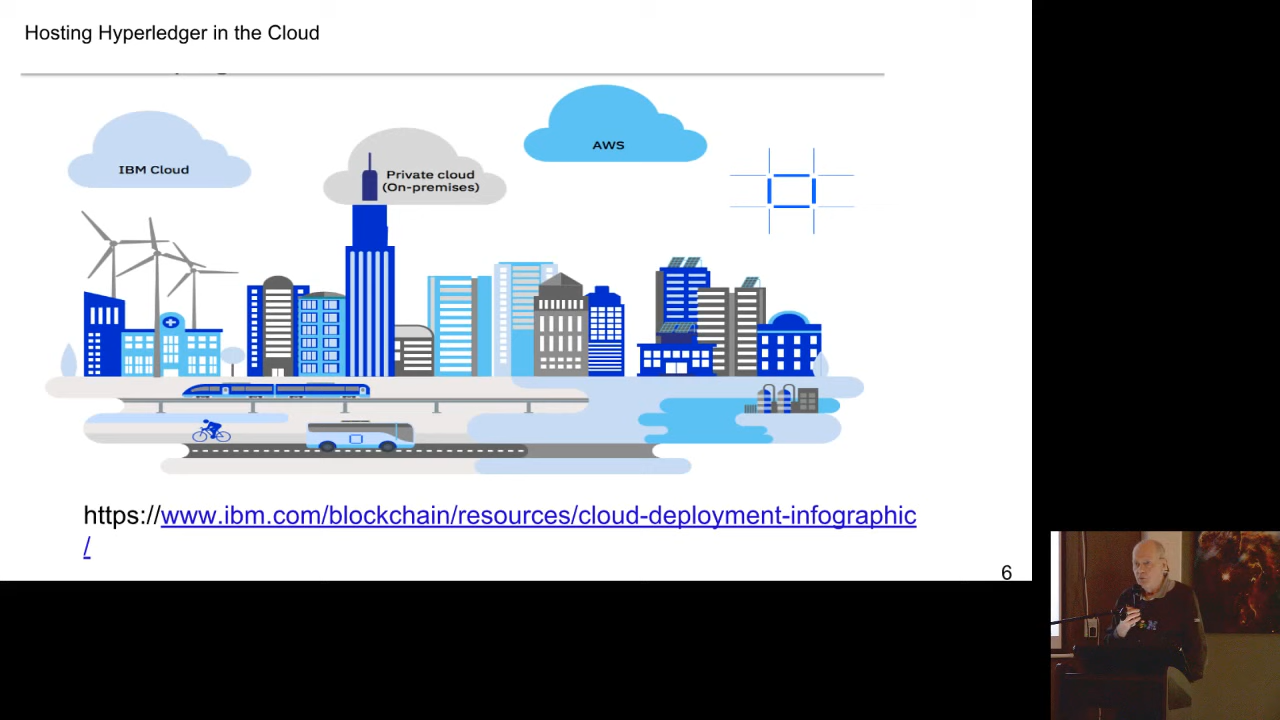 Hosting Hyperledger in the Cloud
IBM Cloud
Private cloud
(On-premises)
AWS
https://www.ibm.com/blockchain/resources/cloud-deployment-infographic
/
6